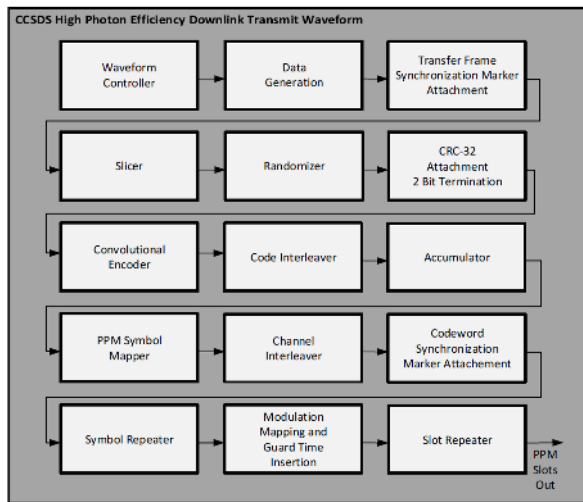 CCSDS High Photon Efficiency Downlink Transmit Waveform
Waveform
Controller
Data
Generation
Transfer Frame
Synchronization Marker
Attachment
Slicer
Randomizer
CRC-32
Attachment
2 Bit Termination
Convolutional
Encoder
Code Interleaver
Accumulator
PPM Symbol
Mapper
Channel
Interleaver
Codeword
Synchronization
Marker Attachement
Symbol Repeater
Modulation
Mapping and
Guard Time
Insertion
Slot Repeater
PPM
Slots
Out